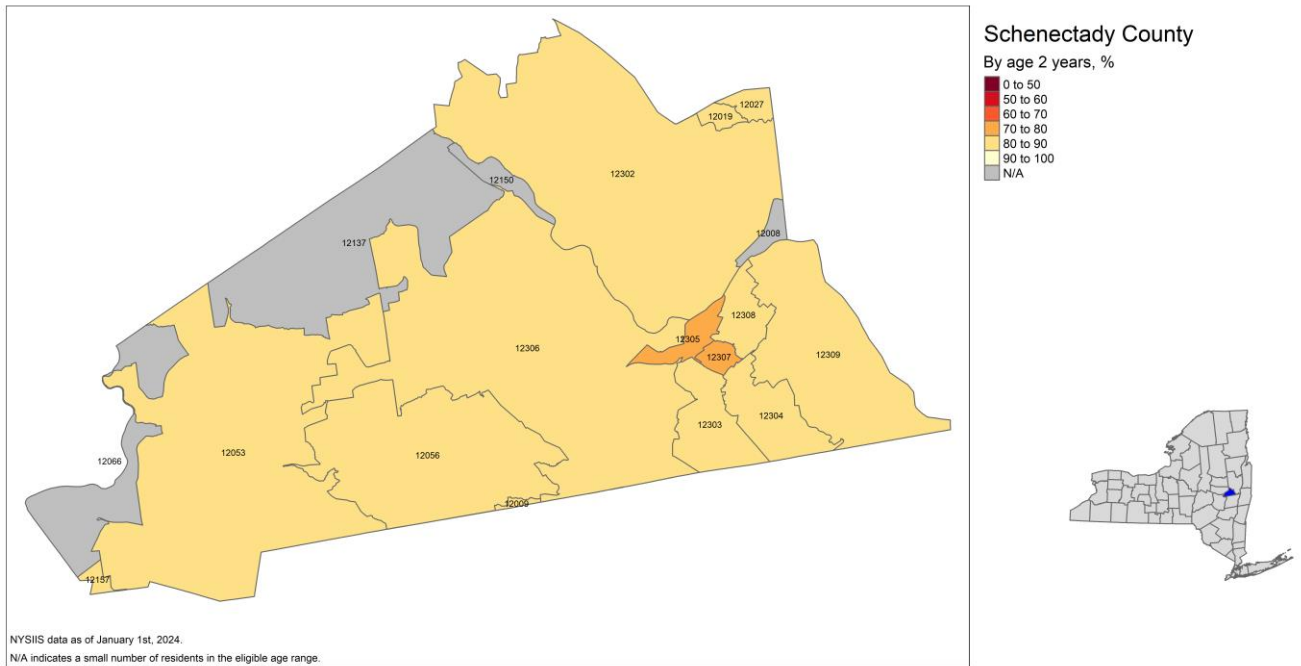 Schenectady County
By age 2 years, %
0 to 50
50 to 60
60 to 70
70 to 80
80 to 90
90 to 100
N/A
12027
12019
12302
12150
12008
12137
12308
12305
12306
12307
12309
12304
12303
12053
12056
12066
12009
12157
NYSIIS data as of January 1st, 2024.
N/A indicates a small number of residents in the eligible age range.